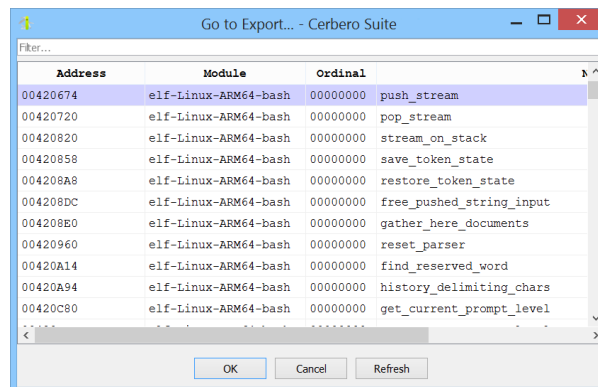 Go to Export... - Cerbero Suite
Filter...
Address Module Ordinal
00420674 elf-Linux-ARM64-bash 00000000 push_stream
00420720 elf-Linux-ARM64-bash 00000000 pop_stream
00420820 elf-Linux-ARM64-bash 00000000 stream_on_stack
00420858 elf-Linux-ARM64-bash 00000000 save_token_state
004208A8 elf-Linux-ARM64-bash 00000000 restore_token_state
004208DC elf-Linux-ARM64-bash 00000000 free_pushed_string_input
004208E0 elf-Linux-ARM64-bash 00000000 gather_here_documents
00420960 elf-Linux-ARM64-bash 00000000 reset_parser
00420A14 elf-Linux-ARM64-bash 00000000 find_reserved_word
00420A94 elf-Linux-ARM64-bash 00000000 history_delimiting_chars
00420C80 elf-Linux-ARM64-bash 00000000 get_current_prompt_level
OK Cancel Refresh